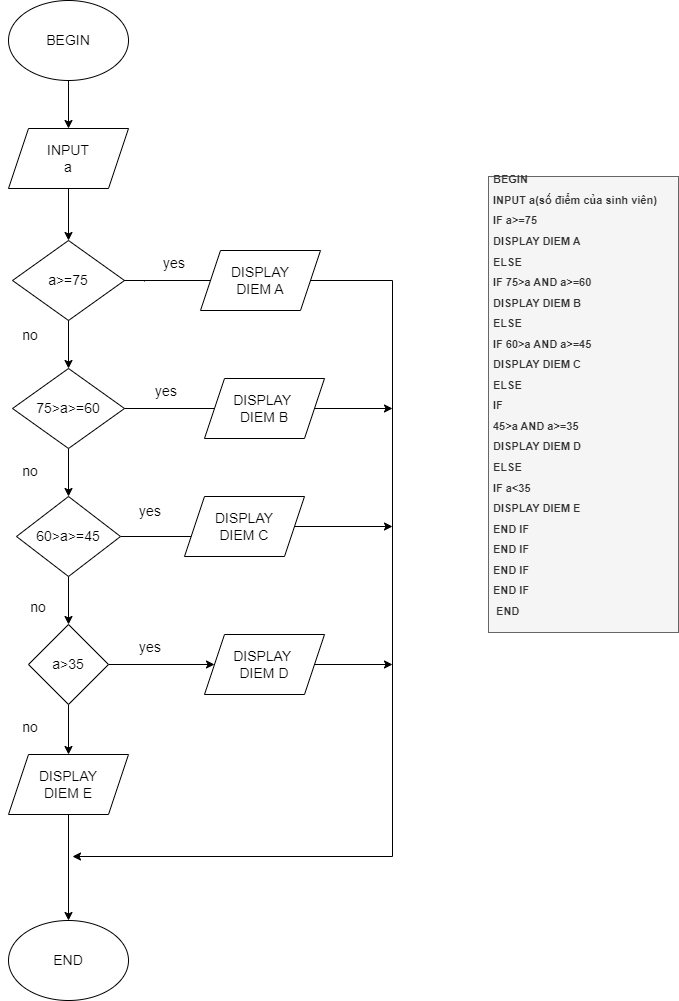 BEGIN
INPUT
a
a>=75
yes
DISPLAY
DIEM A
no
75>a>=60
yes
DISPLAY
DIEM B
no
60>a>=45
yes
DISPLAY
DIEM C
no
a>35
yes
DISPLAY
DIEM D
no
DISPLAY
DIEM E
END
BEGIN
INPUT a(số điểm của sinh viên)
IF a>=75
DISPLAY DIEM A
ELSE
IF 75>a AND a>=60
DISPLAY DIEM B
ELSE
IF 60>a AND a>=45
DISPLAY DIEM C
ELSE
IF
45>a AND a>=35
DISPLAY DIEM D
ELSE
IF a<35
DISPLAY DIEM E
END IF
END IF
END IF
END IF
END